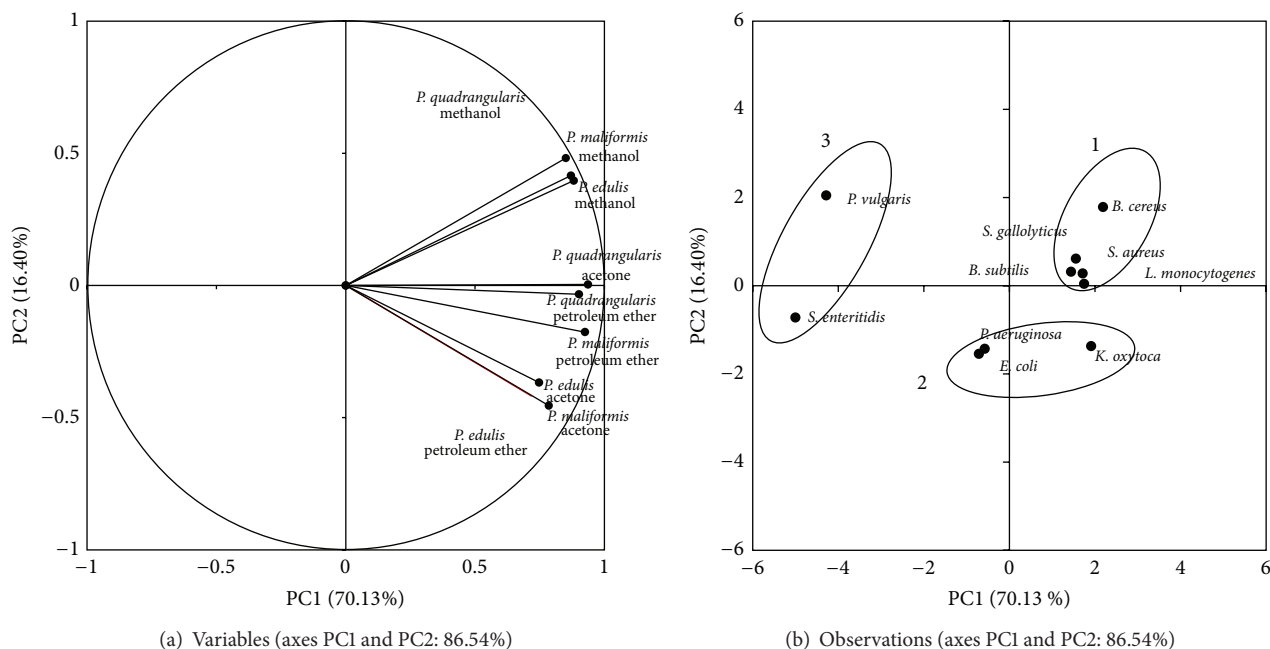 1
0.5
0
−0.5
−1
−1
−0.5
0
0.5
1
PC2 (16.40%)
PC1 (70.13%)
P. quadrangularis
methanol
P. maliformis
methanol
P. edulis
methanol
P. quadrangularis
acetone
P. quadrangularis
petroleum ether
P. maliformis
petroleum ether
P. edulis
acetone
P. maliformis
acetone
P. edulis
petroleum ether
(a) Variables (axes PC1 and PC2: 86.54%)
6
4
2
0
−2
−4
−6
−6
−4
−2
0
2
4
6
PC2 (16.40%)
PC1 (70.13 %)
3
1
P. vulgaris
B. cereus
S. gallolyticus
S. aureus
B. subtilis
L. monocytogenes
S. enteritidis
P. aeruginosa
K. oxytoca
E. coli
2
(b) Observations (axes PC1 and PC2: 86.54%)